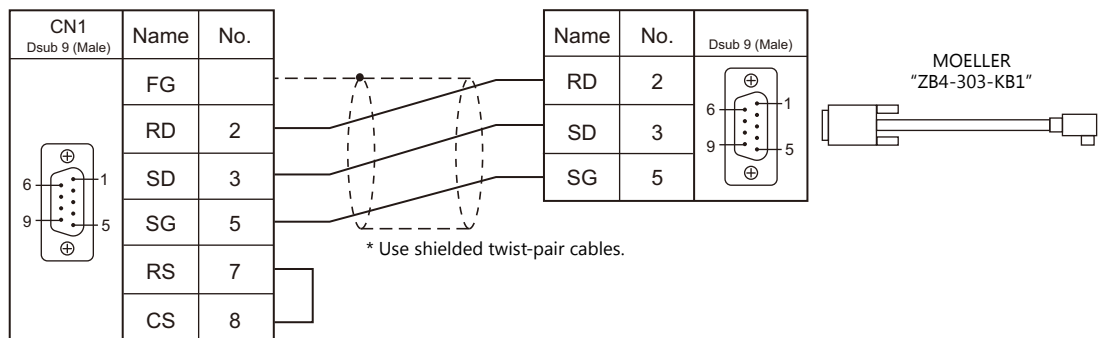 CN1
Dsub 9 (Male)
Name No.
FG
RD 2
SD 3
SG 5
RS 7
CS 8
6 1
9 5
* Use shielded twist-pair cables.
Name No.
Dsub 9 (Male)
RD 2
SD 3
SG 5
6 1
9 5
MOELLER
“ZB4-303-KB1”